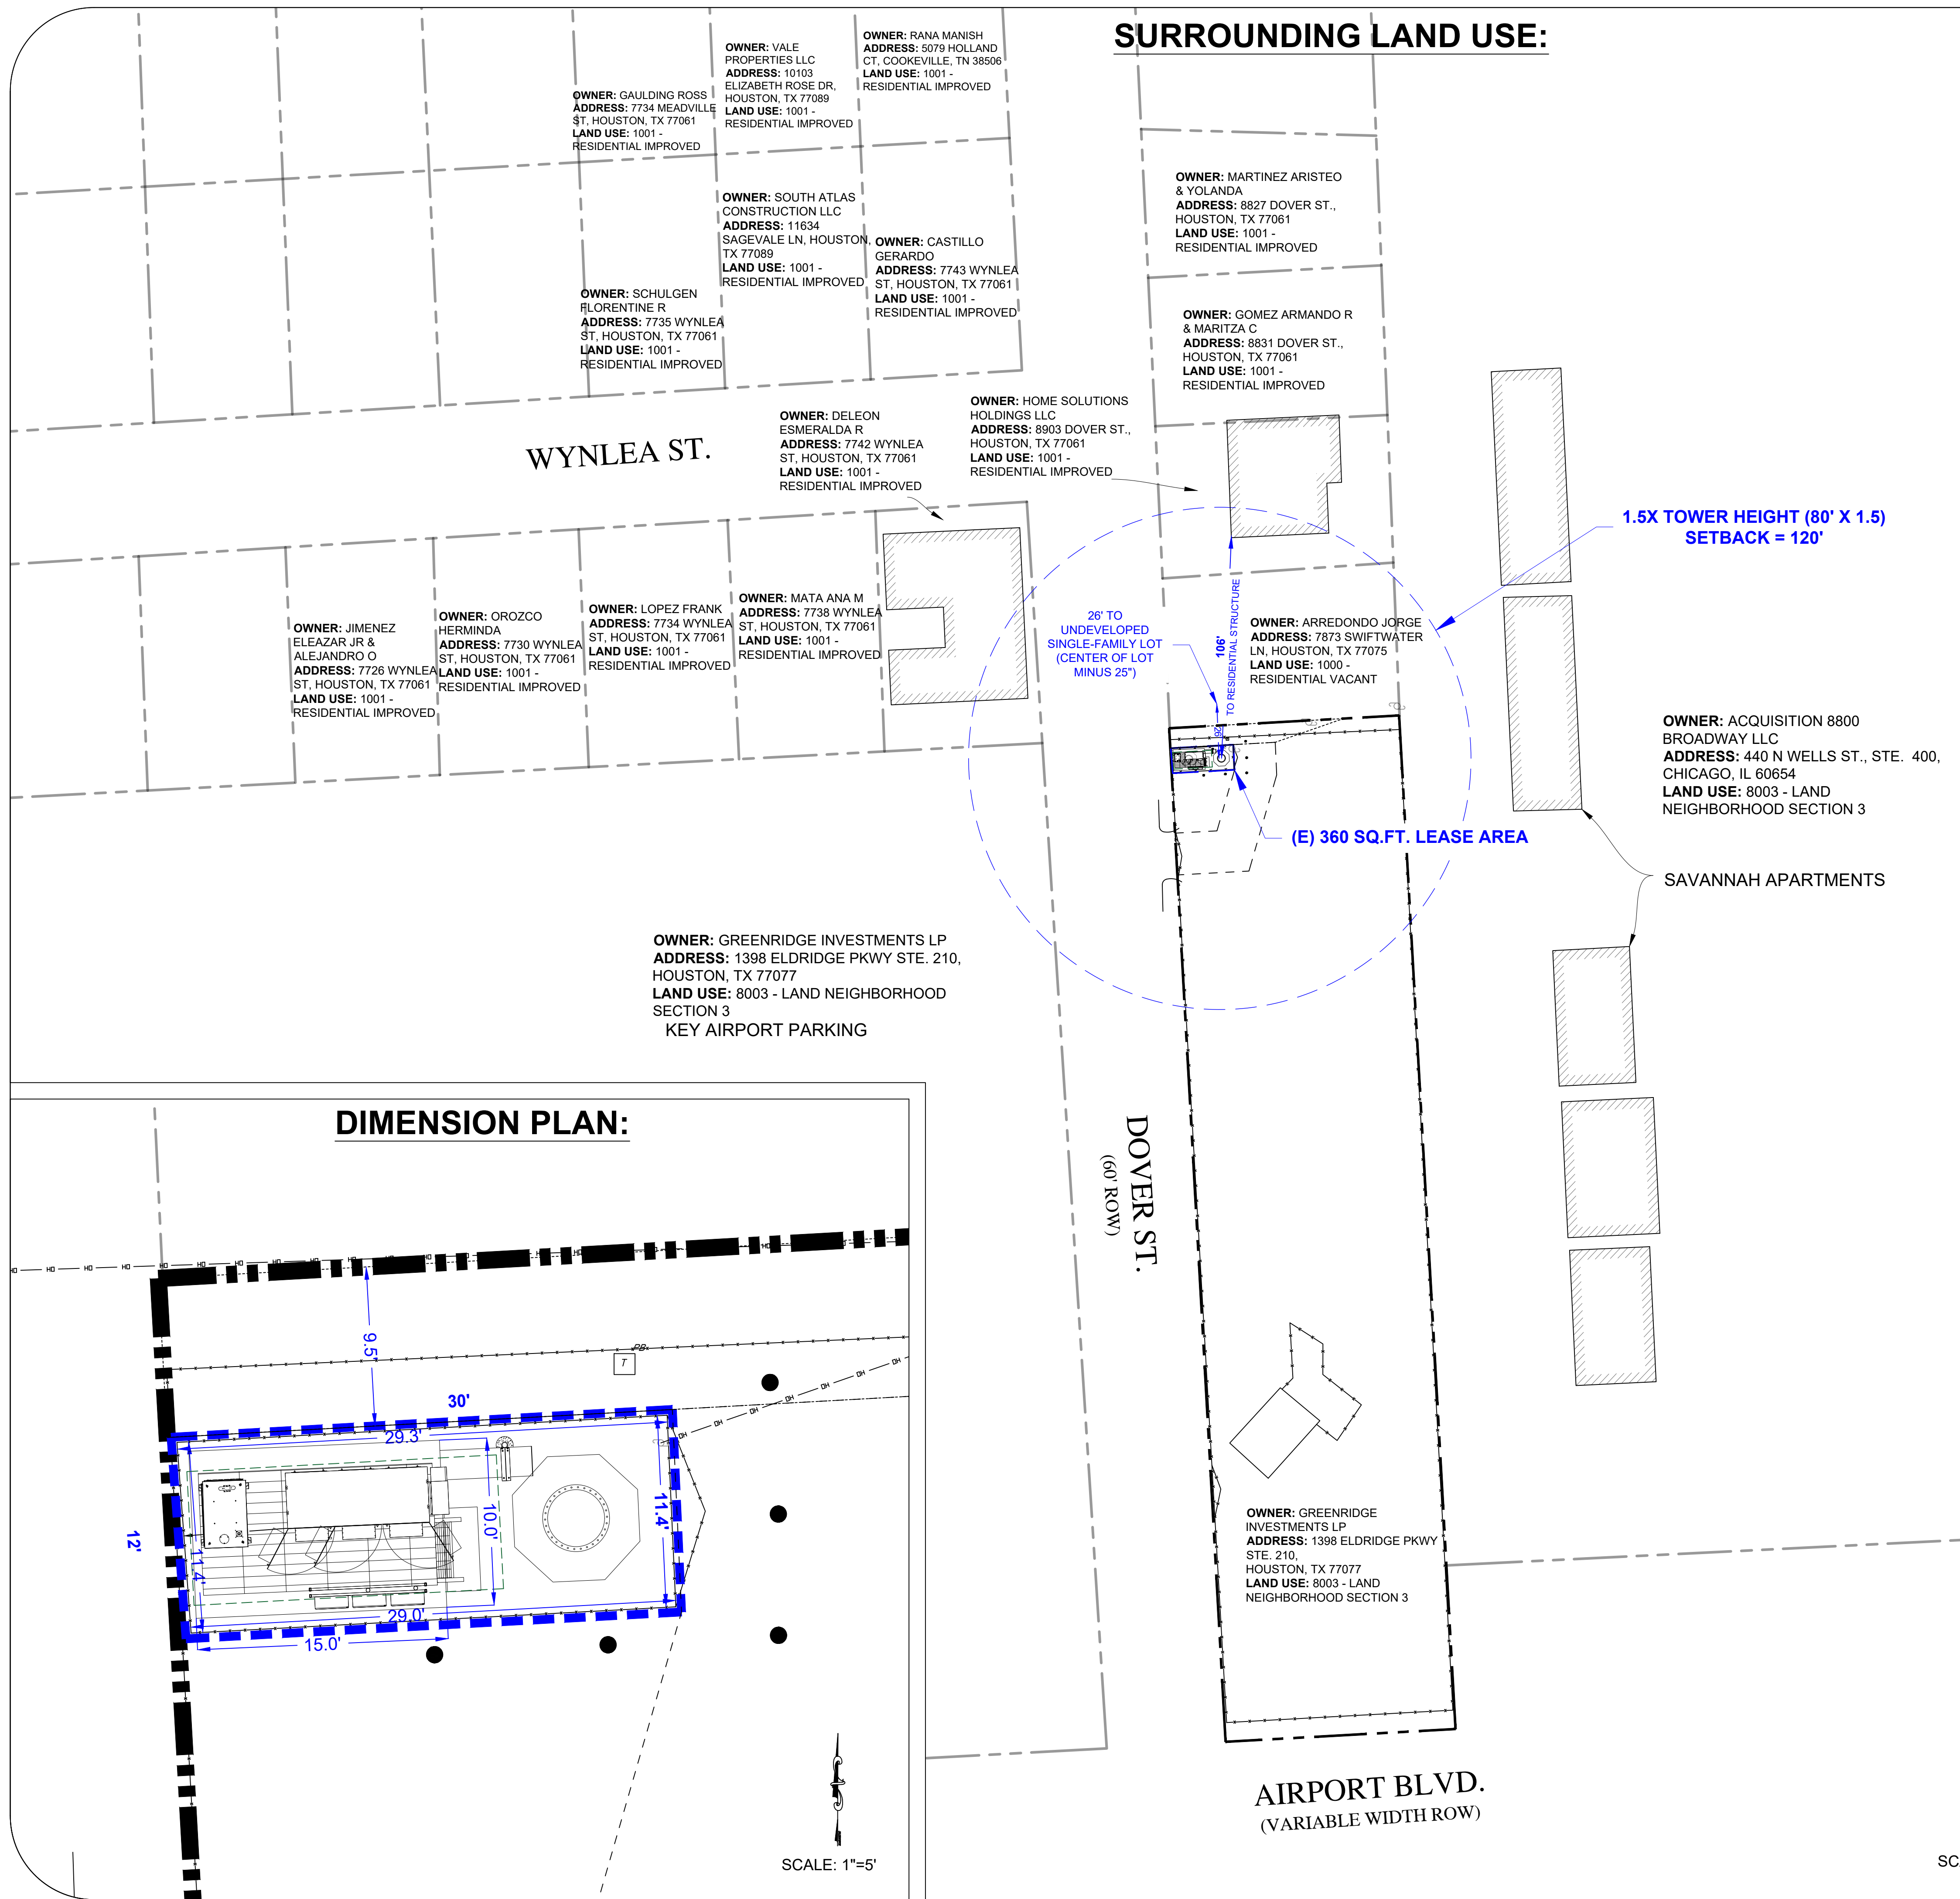 SURROUNDING LAND USE:
OWNER: GAULDING ROSS
ADDRESS: 7734 MEADVILLE
ST, HOUSTON, TX 77061
LAND USE: 1001 -
RESIDENTIAL IMPROVED
OWNER: VALE
PROPERTIES LLC
ADDRESS: 10103
ELIZABETH ROSE DR,
HOUSTON, TX 77089
LAND USE: 1001 -
RESIDENTIAL IMPROVED
OWNER: RANA MANISH
ADDRESS: 5079 HOLLAND
CT, COOKEVILLE, TN 38506
LAND USE: 1001 -
RESIDENTIAL IMPROVED
OWNER: MARTINEZ ARISTEO
& YOLANDA
ADDRESS: 8827 DOVER ST.,
HOUSTON, TX 77061
LAND USE: 1001 -
RESIDENTIAL IMPROVED
OWNER: SOUTH ATLAS
CONSTRUCTION LLC
ADDRESS: 11634
SAGEVALE LN, HOUSTON,
TX 77089
LAND USE: 1001 -
RESIDENTIAL IMPROVED
OWNER: CASTILLO
GERARDO
ADDRESS: 7743 WYNLEA
ST, HOUSTON, TX 77061
LAND USE: 1001 -
RESIDENTIAL IMPROVED
OWNER: SCHULGEN
FLORENTINE R
ADDRESS: 7735 WYNLEA
ST, HOUSTON, TX 77061
LAND USE: 1001 -
RESIDENTIAL IMPROVED
OWNER: GOMEZ ARMANDO R
& MARITZA C
ADDRESS: 8831 DOVER ST.,
HOUSTON, TX 77061
LAND USE: 1001 -
RESIDENTIAL IMPROVED
WYNLEA ST.
OWNER: DELEON
ESMERALDA R
ADDRESS: 7742 WYNLEA
ST, HOUSTON, TX 77061
LAND USE: 1001 -
RESIDENTIAL IMPROVED
OWNER: HOME SOLUTIONS
HOLDINGS LLC
ADDRESS: 8903 DOVER ST.,
HOUSTON, TX 77061
LAND USE: 1001 -
RESIDENTIAL IMPROVED
1.5X TOWER HEIGHT (80' X 1.5)
SETBACK = 120'
OWNER: JIMENEZ
ELEAZAR JR &
ALEJANDRO O
ADDRESS: 7726 WYNLEA
ST, HOUSTON, TX 77061
LAND USE: 1001 -
RESIDENTIAL IMPROVED
OWNER: OROZCO
HERMINDA
ADDRESS: 7730 WYNLEA
ST, HOUSTON, TX 77061
LAND USE: 1001 -
RESIDENTIAL IMPROVED
OWNER: LOPEZ FRANK
ADDRESS: 7734 WYNLEA
ST, HOUSTON, TX 77061
LAND USE: 1001 -
RESIDENTIAL IMPROVED
OWNER: MATA ANA M
ADDRESS: 7738 WYNLEA
ST, HOUSTON, TX 77061
LAND USE: 1001 -
RESIDENTIAL IMPROVED
26' TO
UNDEVELOPED
SINGLE-FAMILY LOT
(CENTER OF LOT
MINUS 25")
106'
TO RESIDENTIAL STRUCTURE
26'
OWNER: ARREDONDO JORGE
ADDRESS: 7873 SWIFTWATER
LN, HOUSTON, TX 77075
LAND USE: 1000 -
RESIDENTIAL VACANT
OWNER: ACQUISITION 8800
BROADWAY LLC
ADDRESS: 440 N WELLS ST., STE. 400,
CHICAGO, IL 60654
LAND USE: 8003 - LAND
NEIGHBORHOOD SECTION 3
(E) 360 SQ.FT. LEASE AREA
SAVANNAH APARTMENTS
OWNER: GREENRIDGE INVESTMENTS LP
ADDRESS: 1398 ELDRIDGE PKWY STE. 210,
HOUSTON, TX 77077
LAND USE: 8003 - LAND NEIGHBORHOOD
SECTION 3
KEY AIRPORT PARKING
DOVER ST.
(60' ROW)
OWNER: GREENRIDGE
INVESTMENTS LP
ADDRESS: 1398 ELDRIDGE PKWY
STE. 210,
HOUSTON, TX 77077
LAND USE: 8003 - LAND
NEIGHBORHOOD SECTION 3
AIRPORT BLVD.
(VARIABLE WIDTH ROW)
SC
DIMENSION PLAN:
9.5'
PB
T
30'
29.3'
12'
11.4'
10.0'
11.4'
29.0'
15.0'
SCALE: 1"=5'